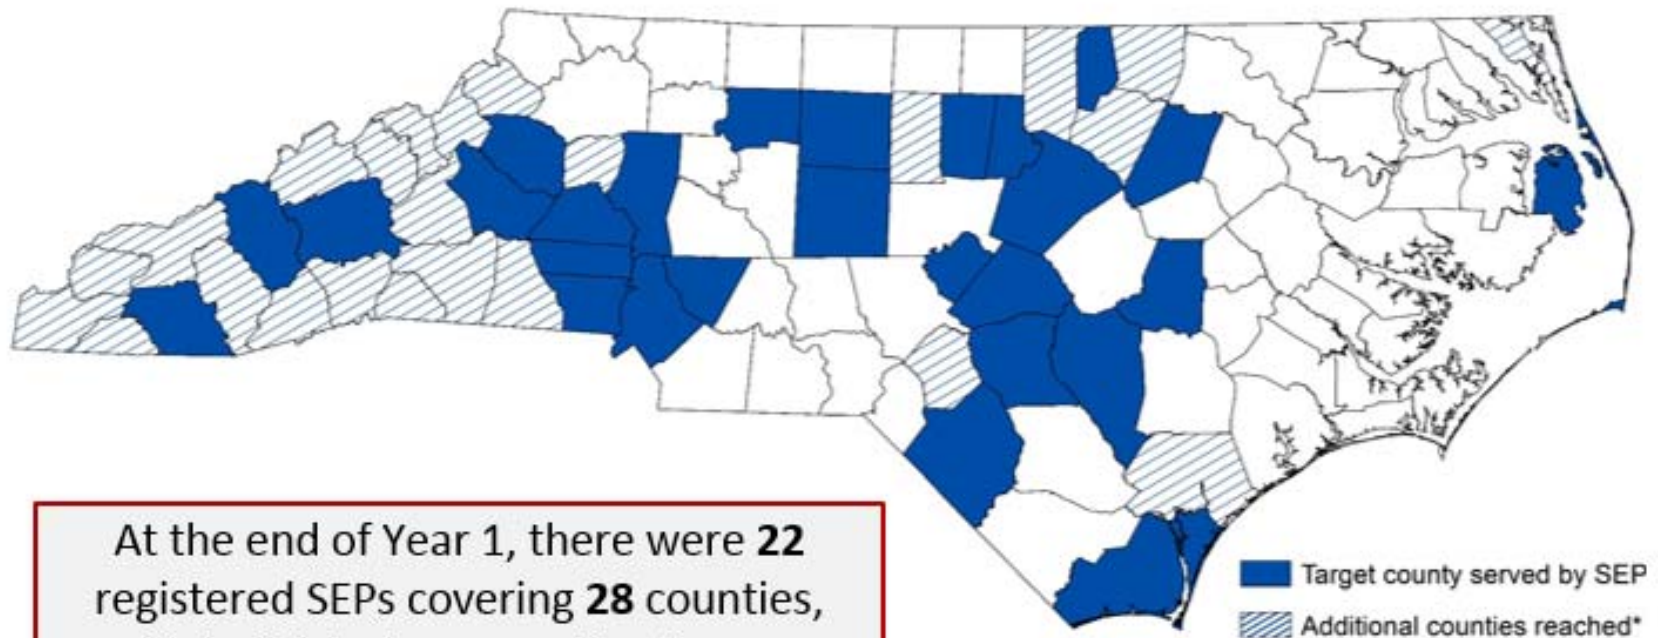 At the end of Year 1, there were 22
registered SEPs covering 28 counties,
Target county served by SEP
Additional counties reached*